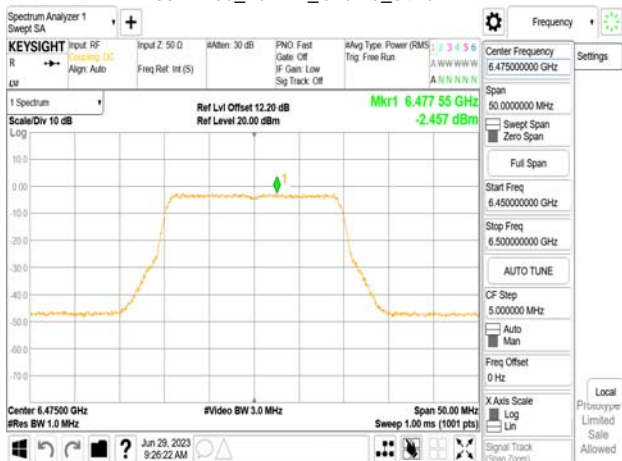 Spectrum Analyzer 1
Swept SA
+
Frequency
KEYSIGHT
R
LXI
Input: RF
Coupling: DC
Align: Auto
Input Z: 50 Ω
Freq Ref: Int (S)
#Atten: 30 dB
PNO: Fast
Gate: Off
IF Gain: Low
Sig Track: Off
#Avg Type: Power (RMS
Trig: Free Run
1 2 3 4 5 6
A W W W W W
A N N N N N
1 Spectrum
Scale/Div 10 dB
Log
Ref Lvl Offset 12.20 dB
Ref Level 20.00 dBm
Mkr1 6.477 55 GHz
-2.457 dBm
1
10.0
0.00
-10.0
-20.0
-30.0
-40.0
-50.0
-60.0
-70.0
Center 6.47500 GHz
#Res BW 1.0 MHz
#Video BW 3.0 MHz
Span 50.00 MHz
Sweep 1.00 ms (1001 pts)
Center Frequency
6.475000000 GHz
Settings
Span
50.0000000 MHz
Swept Span
Zero Span
Full Span
Start Freq
6.450000000 GHz
Stop Freq
6.500000000 GHz
AUTO TUNE
CF Step
5.000000 MHz
Auto
Man
Freq Offset
0 Hz
X Axis Scale
Log
Lin
Signal Track
(Span Zoom)
Local
Prototype
Limited
Sale
Allowed
?
Jun 29, 2023
9:26:22 AM